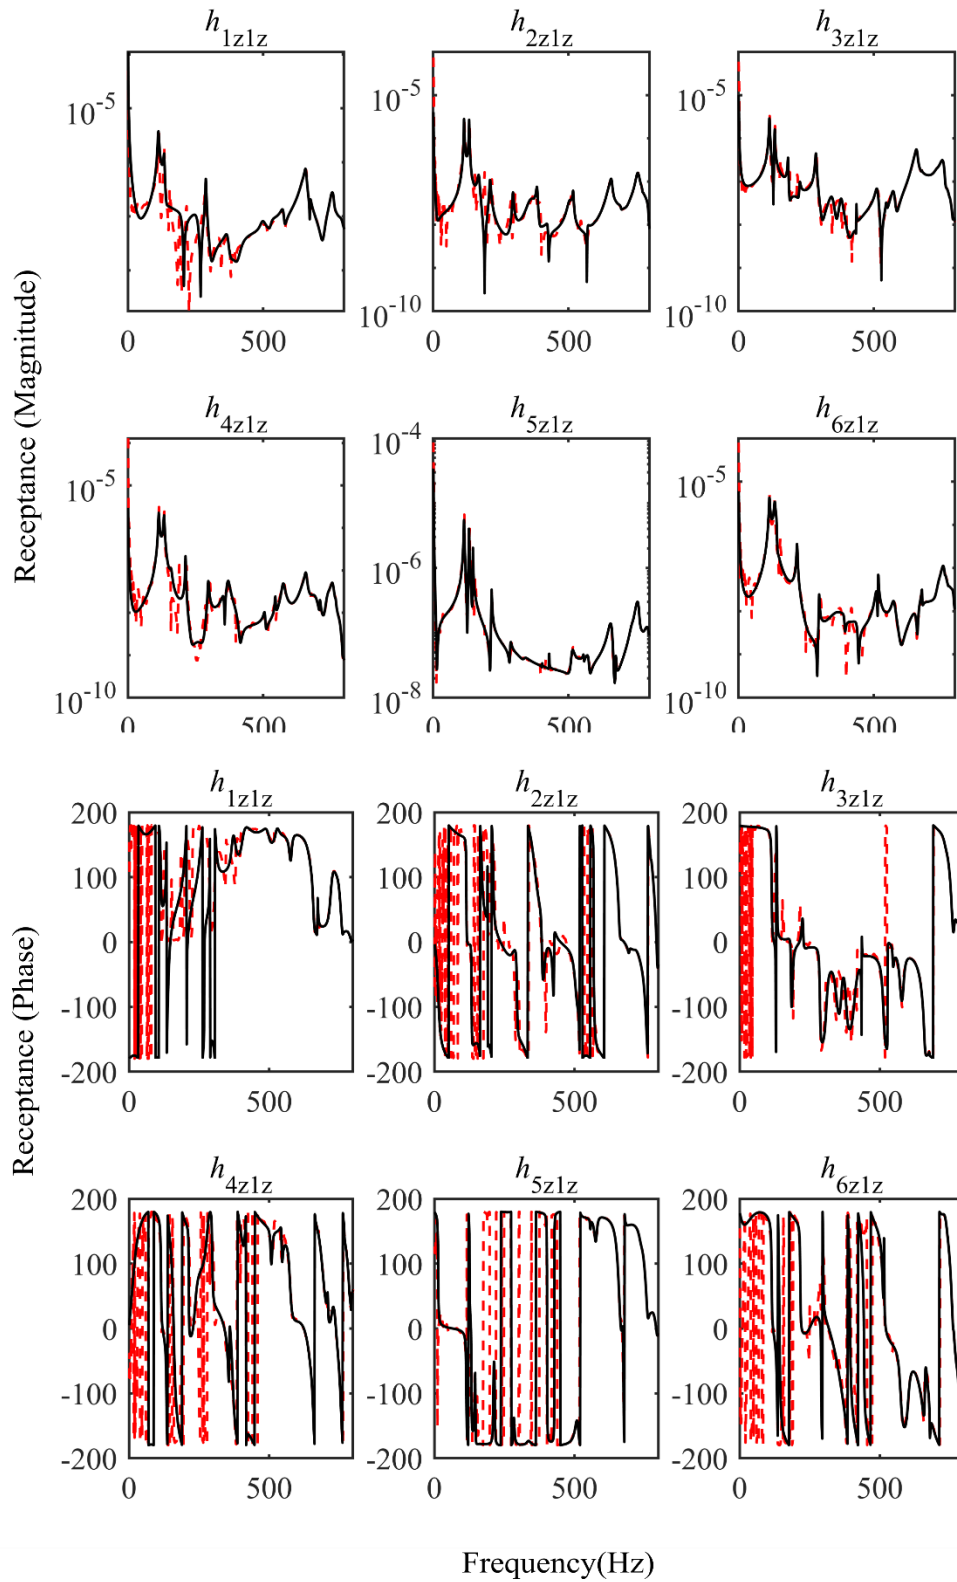 h1z1z h2z1z h3z1z
10-5 10-5 10-5
10-10 10-10
0 500 0 500 0 500
Receptance (Magnitude)
h4z1z h5z1z h6z1z
10-5 10-4 10-5
10-6
10-10 10-8 10-10
0 500 0 500 0 500
h1z1z h2z1z h3z1z
200 200 200
100 100 100
0 0 0
-100 -100 -100
-200 -200 -200
0 500 0 500 0 500
Receptance (Phase)
h4z1z h5z1z h6z1z
200 200 200
100 100 100
0 0 0
-100 -100 -100
-200 -200 -200
0 500 0 500 0 500
Frequency(Hz)